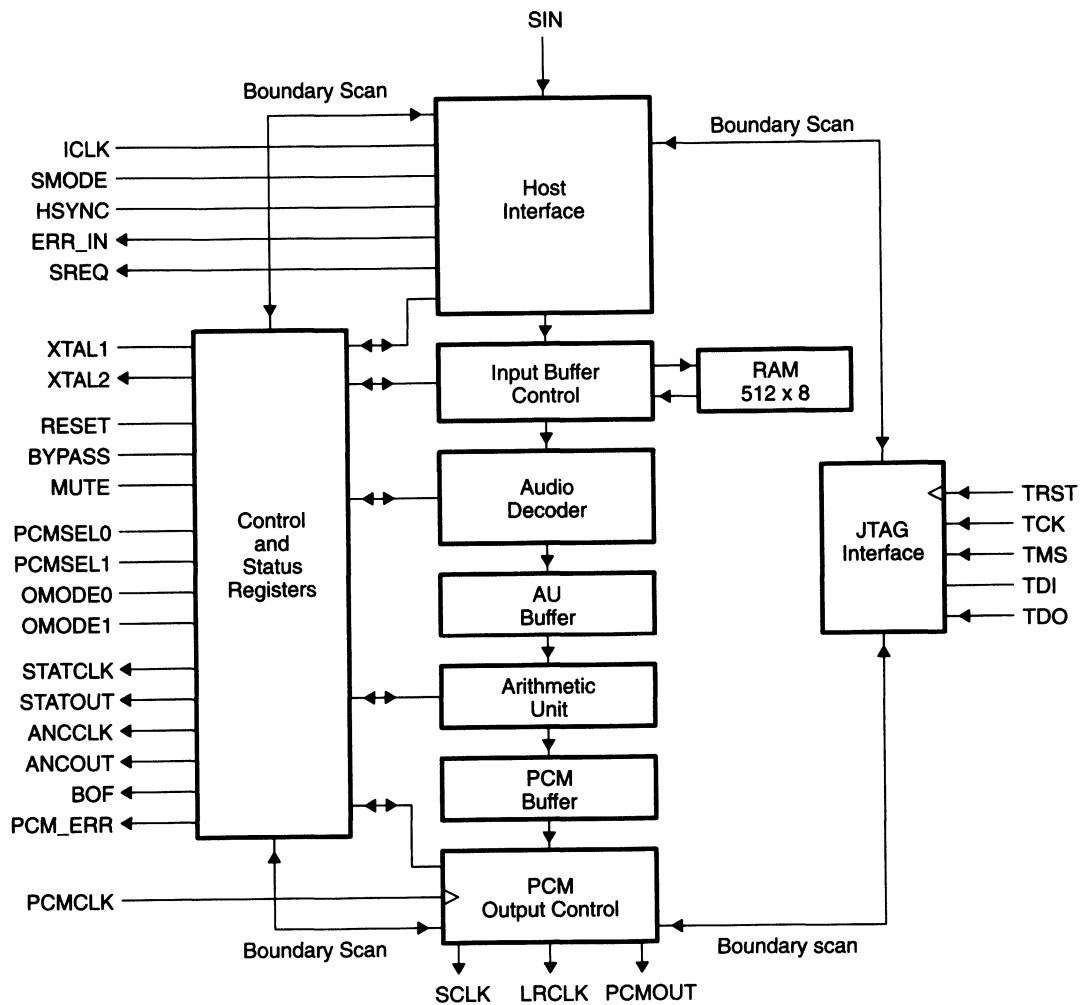 SIN
Boundary Scan
Boundary Scan
ICLK
SMODE
HSYNC
ERR_IN
SREQ
Host
Interface
XTAL1
XTAL2
RESET
BYPASS
MUTE
PCMSEL0
PCMSEL1
OMODE0
OMODE1
STATCLK
STATOUT
ANCCLK
ANCOUT
BOF
PCM_ERR
PCMCLK
Control
and
Status
Registers
Input Buffer
Control
RAM
512 x 8
Audio
Decoder
AU
Buffer
Arithmetic
Unit
PCM
Buffer
PCM
Output Control
JTAG
Interface
TRST
TCK
TMS
TDI
TDO
Boundary Scan
Boundary scan
SCLK
LRCLK
PCMOUT